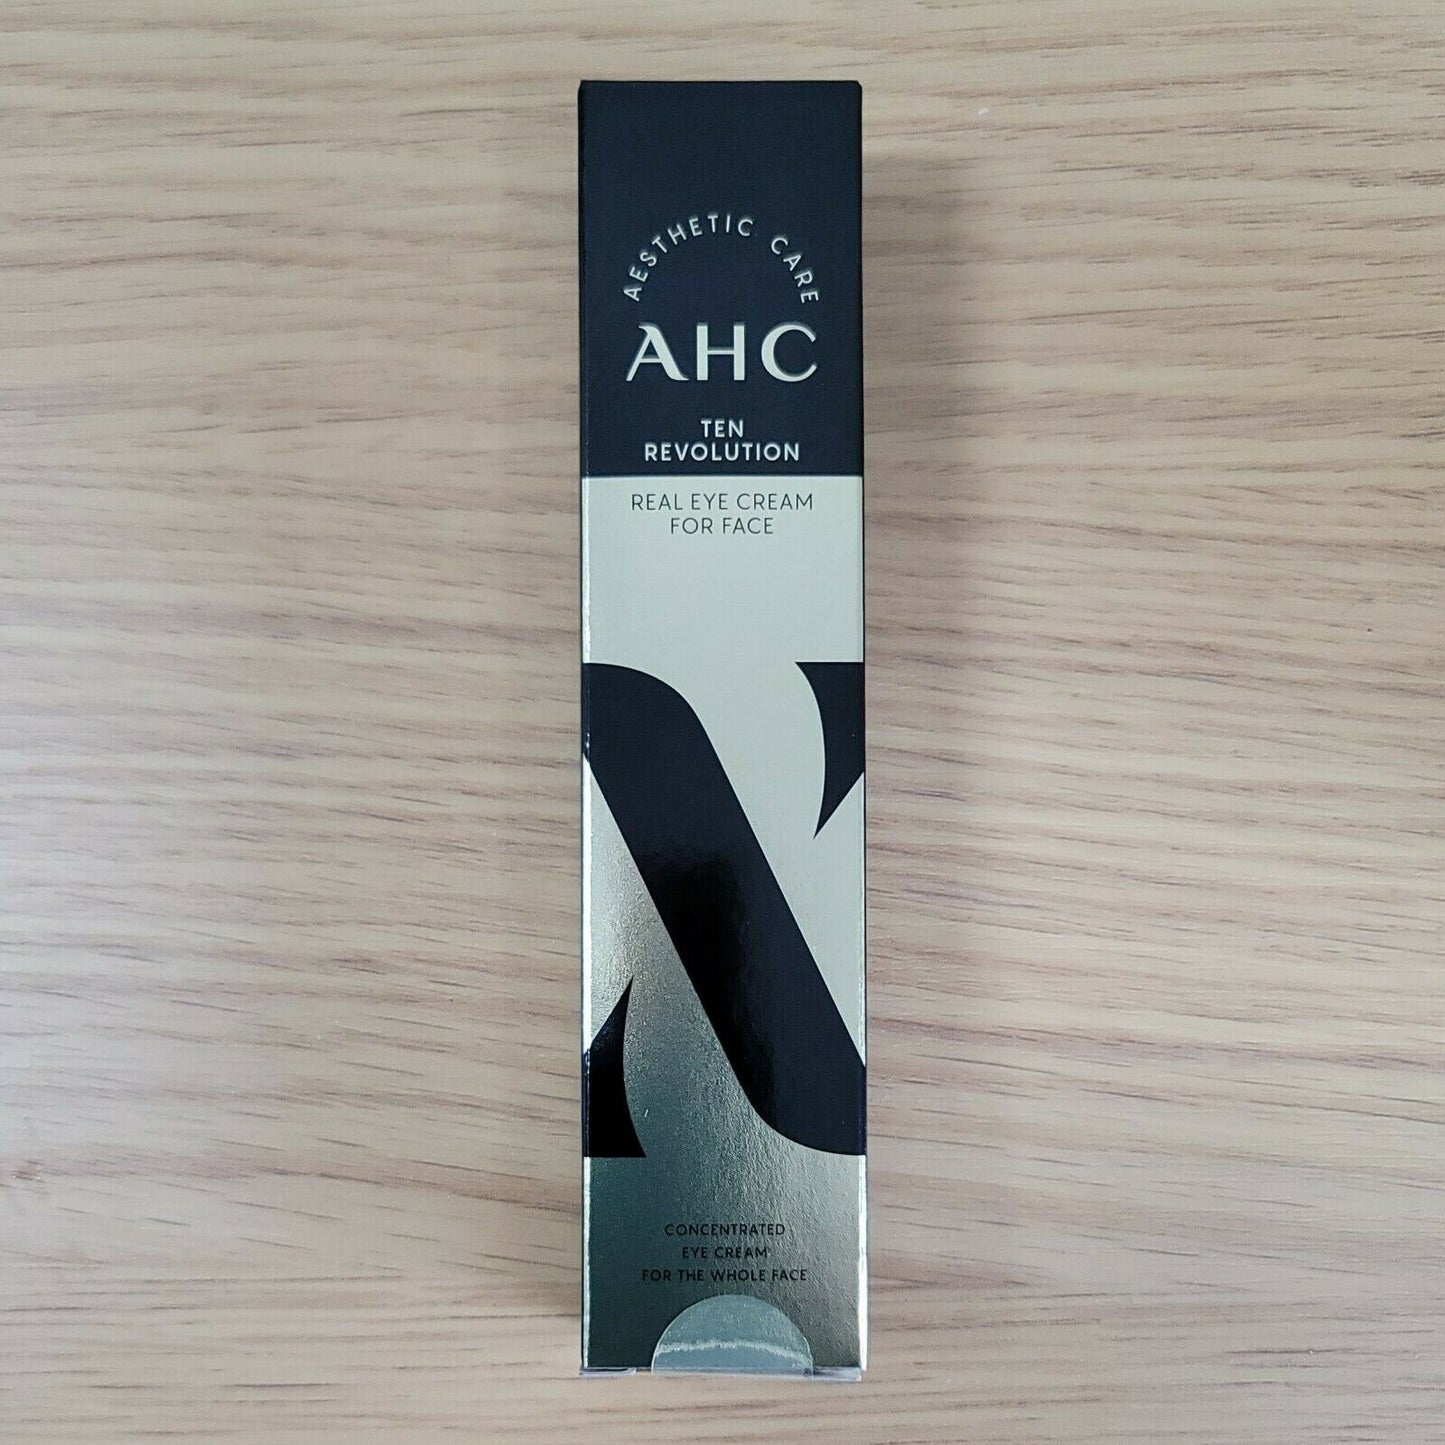 AESTHETIC CARE
AHC
TEN
REVOLUTION
REAL EYE CREAM
FOR FACE
CONCENTRATED
EYE CREAM
FOR THE WHOLE FACE